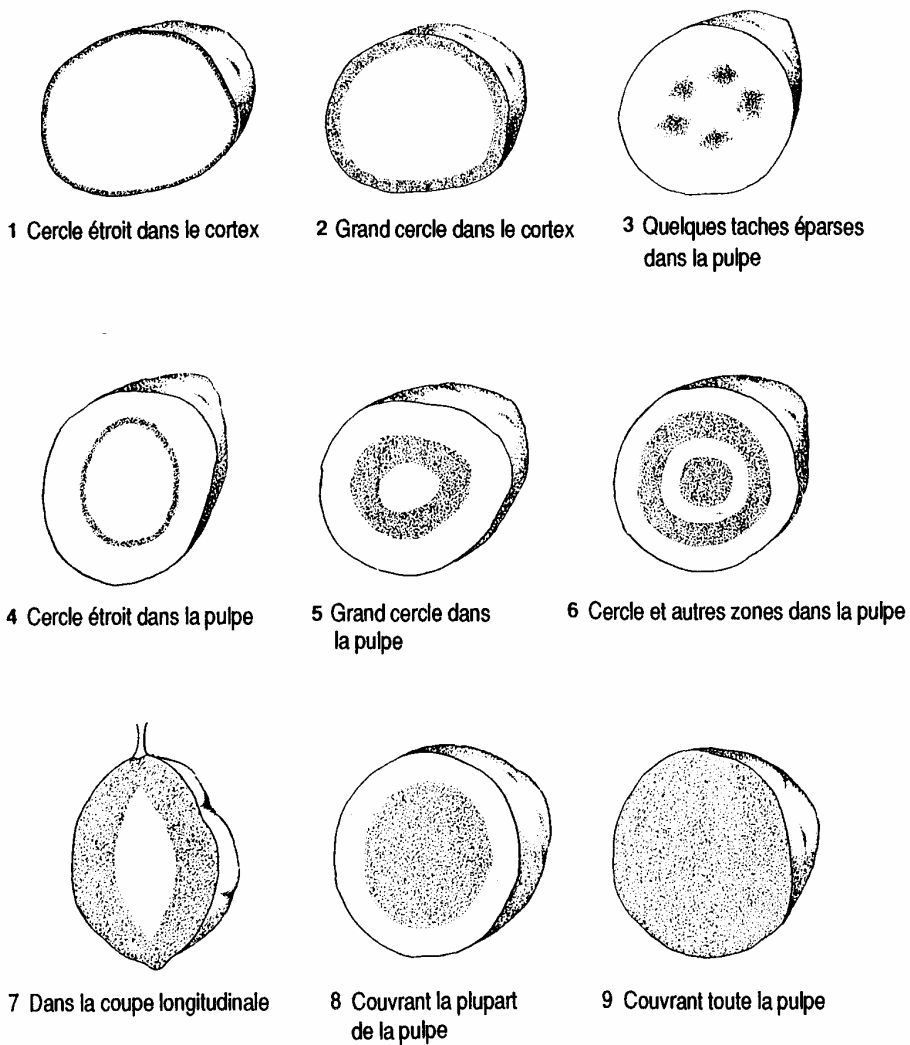 1 Cercle étroit dans le cortex
2 Grand cercle dans le cortex
3 Quelques taches éparses
dans la pulpe
4 Cercle étroit dans la pulpe
5 Grand cercle dans
la pulpe
6 Cercle et autres zones dans la pulpe
7 Dans la coupe longitudinale
8 Couvrant la plupart
de la pulpe
9 Couvrant toute la pulpe